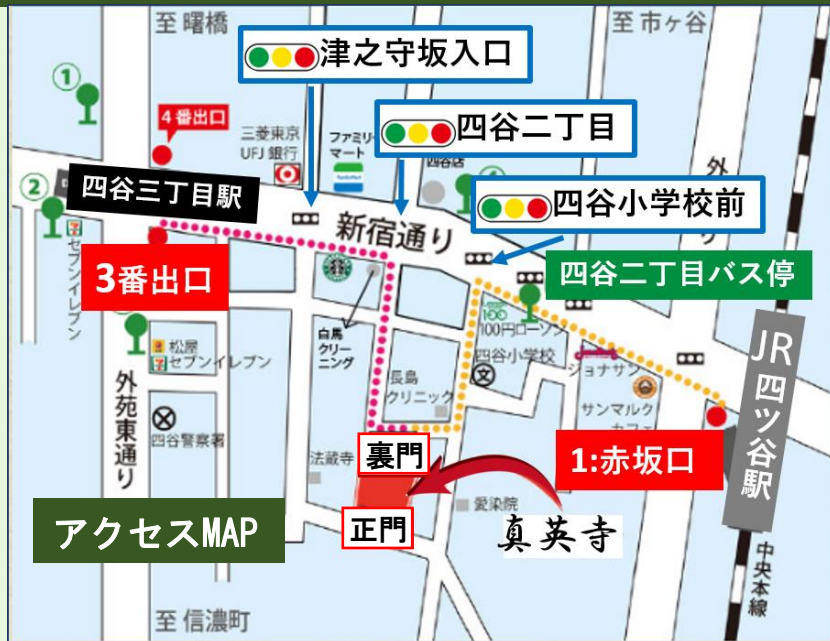 至 曙橋
至 市ヶ谷
津之守坂入口
①
4番出口
三菱東京
UFJ 銀行
ファミリー
マート
FamilyMart
四谷二丁目
四谷店
外
②
四谷三丁目駅
四谷小学校前
新宿通り
セブンイレブン
3番出口
四谷二丁目バス停
100
100円ローソン
白馬
クリー
ニング
松屋
セブンイレブン
四谷小学校
文
ジョナサン
JR 四ツ谷駅
長島
クリニック
サンマルク
カフェ
外苑東通り
四谷警察署
法蔵寺
裏門
1:赤坂口
愛染院
アクセスMAP
正門
真英寺
中央本線
至 信濃町